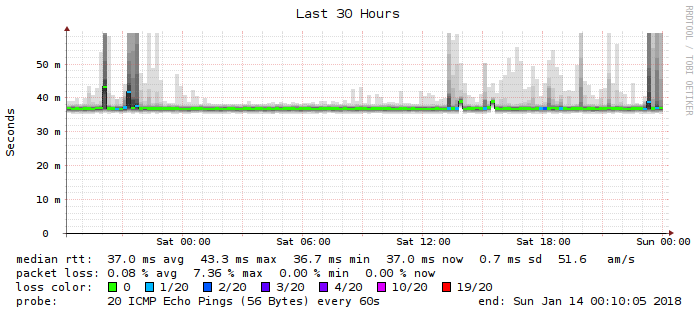 Last 30 Hours
RRDTOOL / TOBI OETIKER
Seconds
50 m
40 m
30 m
20 m
10 m
0
Sat 00:00 Sat 06:00 Sat 12:00 Sat 18:00 Sun 00:00
median rtt: 37.0 ms avg 43.3 ms max 36.7 ms min 37.0 ms now 0.7 ms sd 51.6 am/s
packet loss: 0.08 % avg 7.36 % max 0.00 % min 0.00 % now
loss color: 0 1/20 2/20 3/20 4/20 10/20 19/20
probe: 20 ICMP Echo Pings (56 Bytes) every 60s end: Sun Jan 14 00:10:05 2018